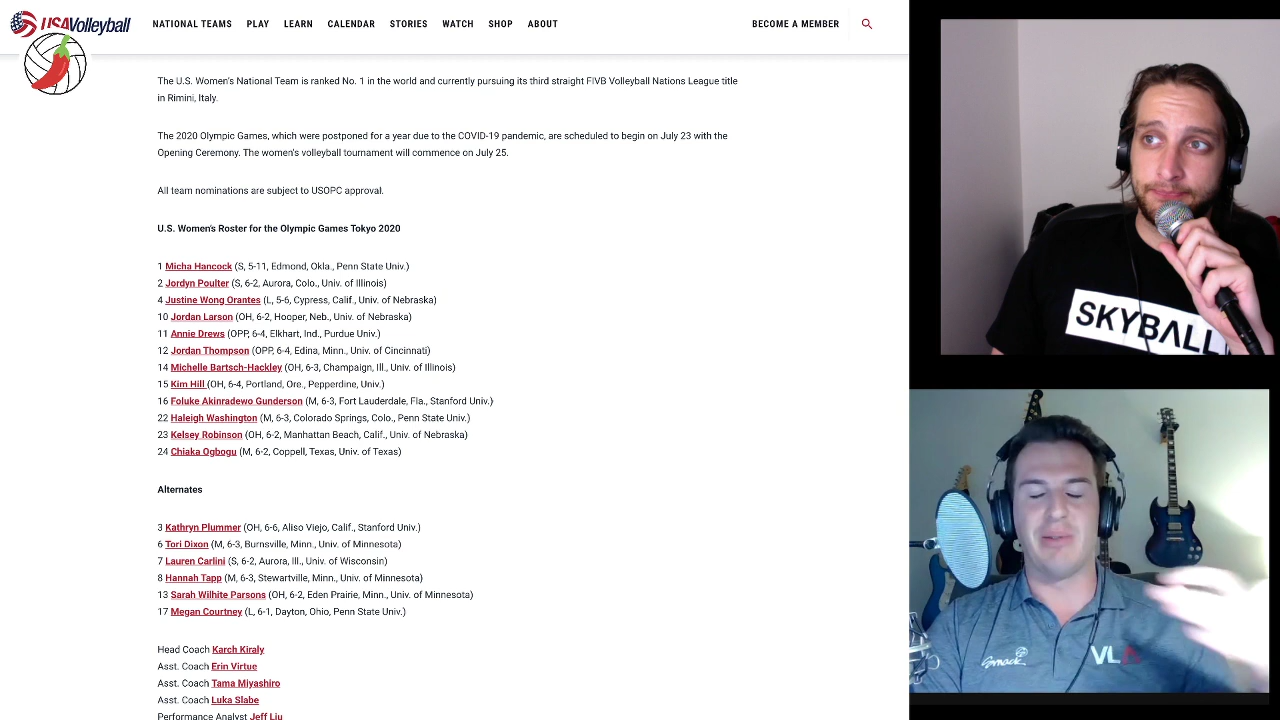 USAVolleyball
NATIONAL TEAMS PLAY LEARN CALENDAR STORIES WATCH SHOP ABOUT BECOME A MEMBER
The U.S. Women's National Team is ranked No. 1 in the world and currently pursuing its third straight FIVB Volleyball Nations League title
in Rimini, Italy.
The 2020 Olympic Games, which were postponed for a year due to the COVID-19 pandemic, are scheduled to begin on July 23 with the
Opening Ceremony. The women's volleyball tournament will commence on July 25.
All team nominations are subject to USOPC approval.
U.S. Women's Roster for the Olympic Games Tokyo 2020
1 Micha Hancock (S, 5-11, Edmond, Okla., Penn State Univ.)
2 Jordyn Poulter (S, 6-2, Aurora, Colo., Univ. of Illinois)
4 Justine Wong Orantes (L, 5-6, Cypress, Calif., Univ. of Nebraska)
10 Jordan Larson (OH, 6-2, Hooper, Neb., Univ. of Nebraska)
11 Annie Drews (OPP, 6-4, Elkhart, Ind., Purdue Univ.)
12 Jordan Thompson (OPP, 6-4, Edina, Minn., Univ. of Cincinnati)
14 Michelle Bartsch-Hackley (OH, 6-3, Champaign, Ill., Univ. of Illinois)
15 Kim Hill (OH, 6-4, Portland, Ore., Pepperdine, Univ.)
16 Foluke Akinradewo Gunderson (M, 6-3, Fort Lauderdale, Fla., Stanford Univ.)
22 Haleigh Washington (M, 6-3, Colorado Springs, Colo., Penn State Univ.)
23 Kelsey Robinson (OH, 6-2, Manhattan Beach, Calif., Univ. of Nebraska)
24 Chiaka Ogbogu (M, 6-2, Coppell, Texas, Univ. of Texas)
Alternates
3 Kathryn Plummer (OH, 6-6, Aliso Viejo, Calif., Stanford Univ.)
6 Tori Dixon (M, 6-3, Burnsville, Minn., Univ. of Minnesota)
7 Lauren Carlini (S, 6-2, Aurora, Ill., Univ. of Wisconsin)
8 Hannah Tapp (M, 6-3, Stewartville, Minn., Univ. of Minnesota)
13 Sarah Wilhite Parsons (OH, 6-2, Eden Prairie, Minn., Univ. of Minnesota)
17 Megan Courtney (L, 6-1, Dayton, Ohio, Penn State Univ.)
Head Coach Karch Kiraly
Asst. Coach Erin Virtue
Asst. Coach Tama Miyashiro
Asst. Coach Luka Slabe
Performance Analyst Jeff Liu
SKYBALL
Smack
VLA